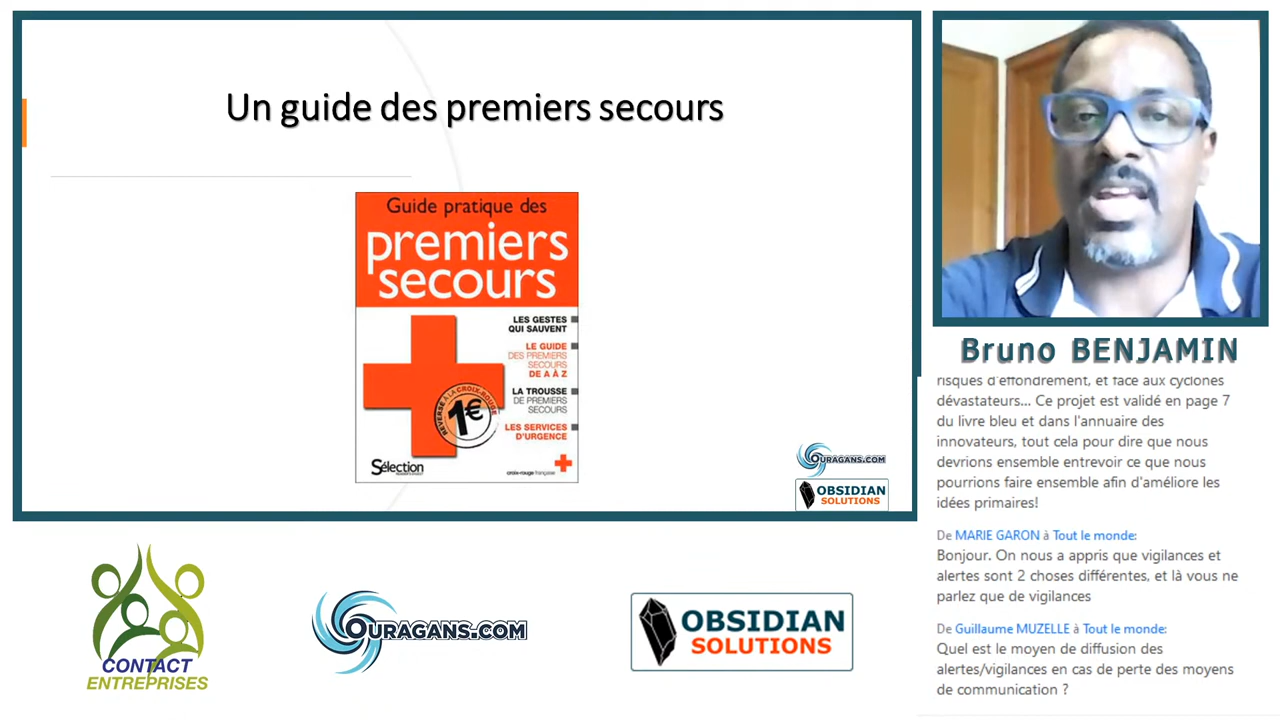 Un guide des premiers secours
Guide pratique des
premiers
secours
LES GESTES
QUI SAUVENT
LE GUIDE
DES PREMIERS
SECOURS
DE A À Z
LA TROUSSE
DE PREMIERS
SECOURS
LES SERVICES
D'URGENCE
REVERSÉ À LA CROIX-ROUGE
1€
Sélection
croix-rouge française
OURAGANS.COM
OBSIDIAN
SOLUTIONS
Bruno BENJAMIN
risques d'effondrement, et face aux cyclones
dévastateurs... Ce projet est validé en page 7
du livre bleu et dans l'annuaire des
innovateurs, tout cela pour dire que nous
devrions ensemble entrevoir ce que nous
pourrions faire ensemble afin d'améliore les
idées primaires!
De MARIE GARON à Tout le monde:
Bonjour. On nous a appris que vigilances et
alertes sont 2 choses différentes, et là vous ne
parlez que de vigilances
De Guillaume MUZELLE à Tout le monde:
Quel est le moyen de diffusion des
alertes/vigilances en cas de perte des moyens
de communication ?
CONTACT
ENTREPRISES
OURAGANS.COM
OBSIDIAN
SOLUTIONS